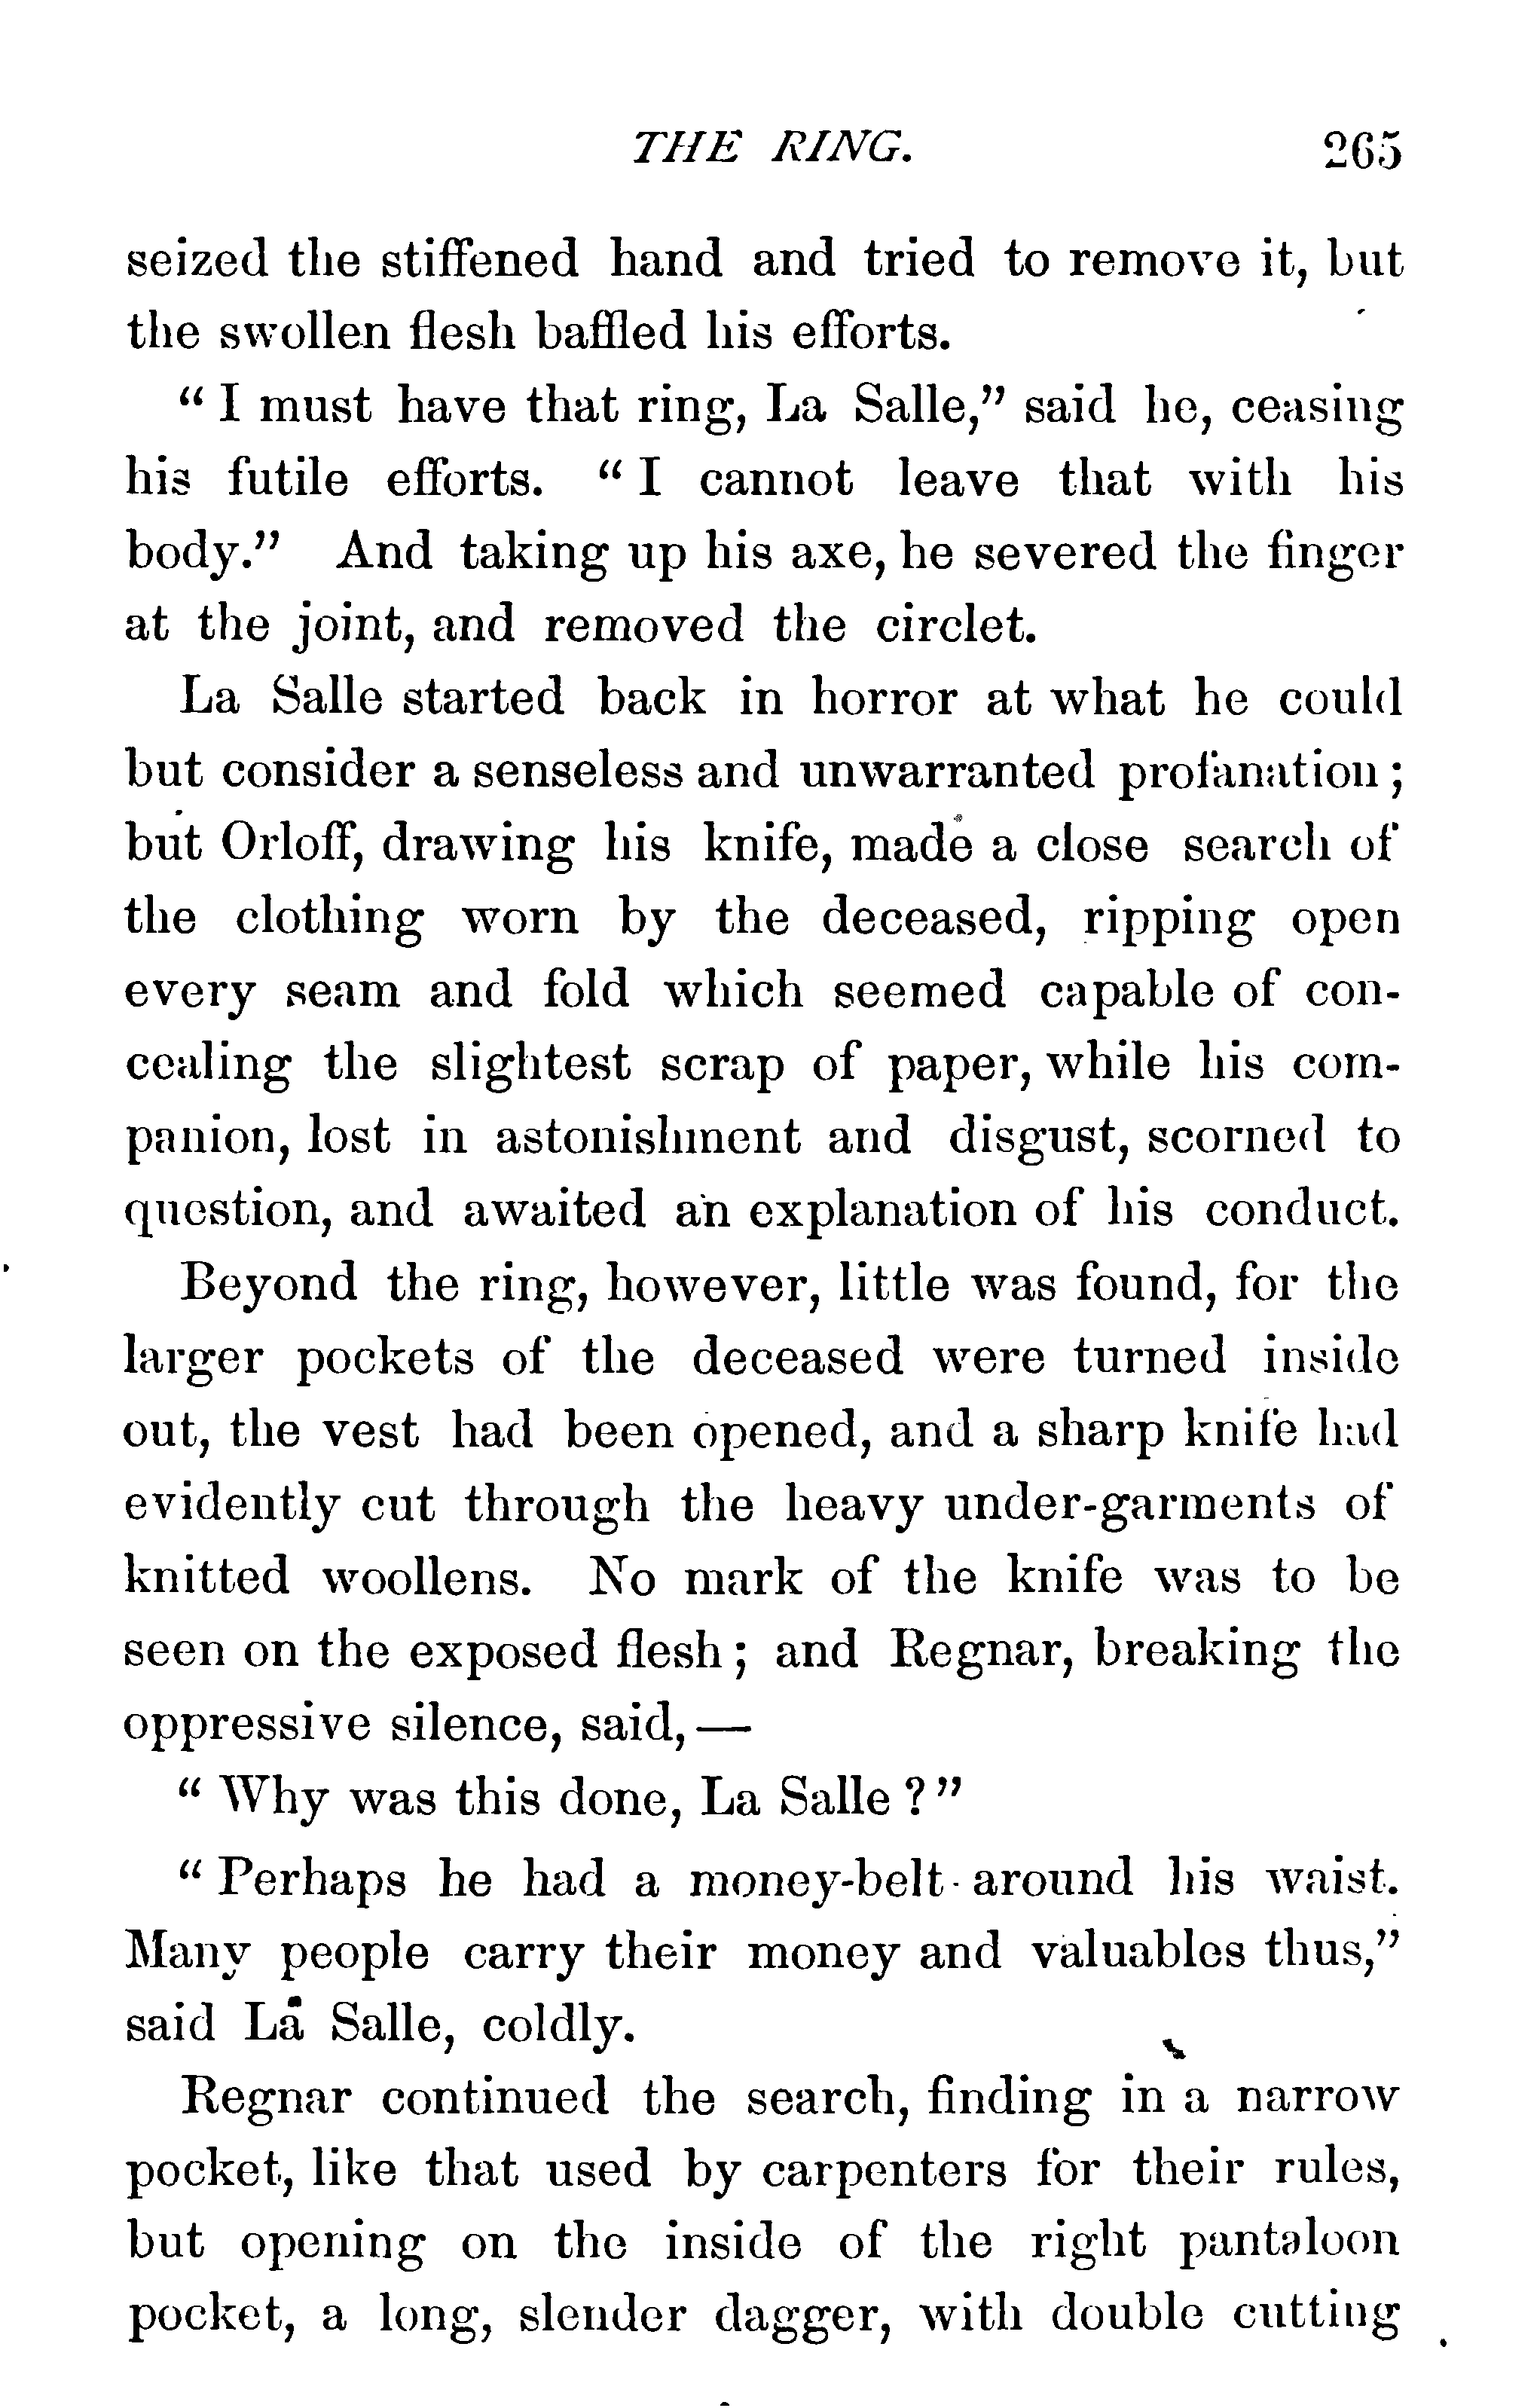 THE RING. 265
seized the stiffened hand and tried to remove it, but
the swollen flesh baffled his efforts.
“ I must have that ring, La Salle,” said he, ceasing
his futile efforts. “ I cannot leave that with his
body.” And taking up his axe, he severed the finger
at the joint, and removed the circlet.
La Salle started back in horror at what he could
but consider a senseless and unwarranted profanation ;
but Orloff, drawing his knife, made a close search of
the clothing worn by the deceased, ripping open
every seam and fold which seemed capable of con-
cealing the slightest scrap of paper, while his com-
panion, lost in astonishment and disgust, scorned to
question, and awaited an explanation of his conduct.
Beyond the ring, however, little was found, for the
larger pockets of the deceased were turned inside
out, the vest had been opened, and a sharp knife had
evidently cut through the heavy under-garments of
knitted woollens. No mark of the knife was to be
seen on the exposed flesh ; and Regnar, breaking the
oppressive silence, said, —
“ Why was this done, La Salle ? ”
“ Perhaps he had a money-belt around his waist.
Many people carry their money and valuables thus,”
said La Salle, coldly.
Regnar continued the search, finding in a narrow
pocket, like that used by carpenters for their rules,
but opening on the inside of the right pantaloon
pocket, a long, slender dagger, with double cutting